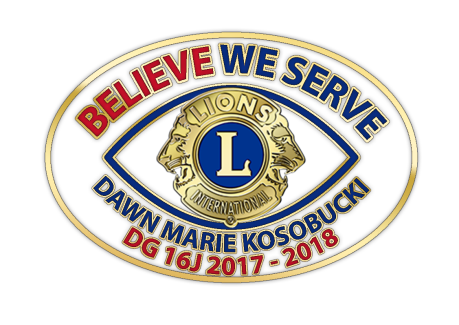 BELIEVE WE SERVE
LIONS
L
INTERNATIONAL
DAWN MARIE KOSOBUCKI
DG 16J 2017 - 2018